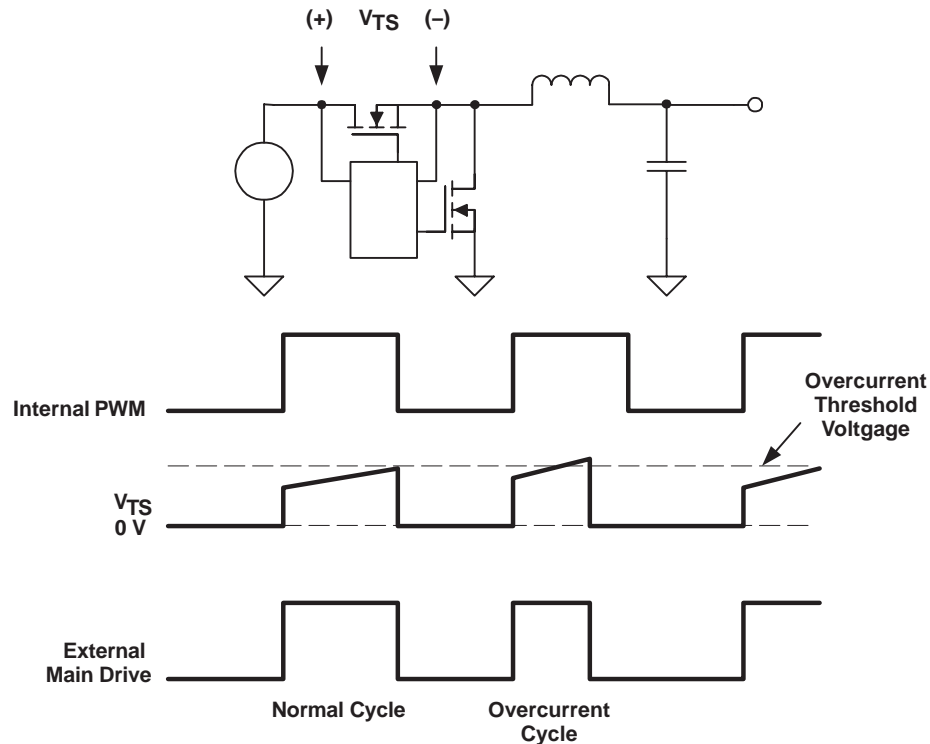 (+) VTS (–)
Internal PWM
Overcurrent
Threshold
Voltgage
VTS
0 V
External
Main Drive
Normal Cycle
Overcurrent
Cycle